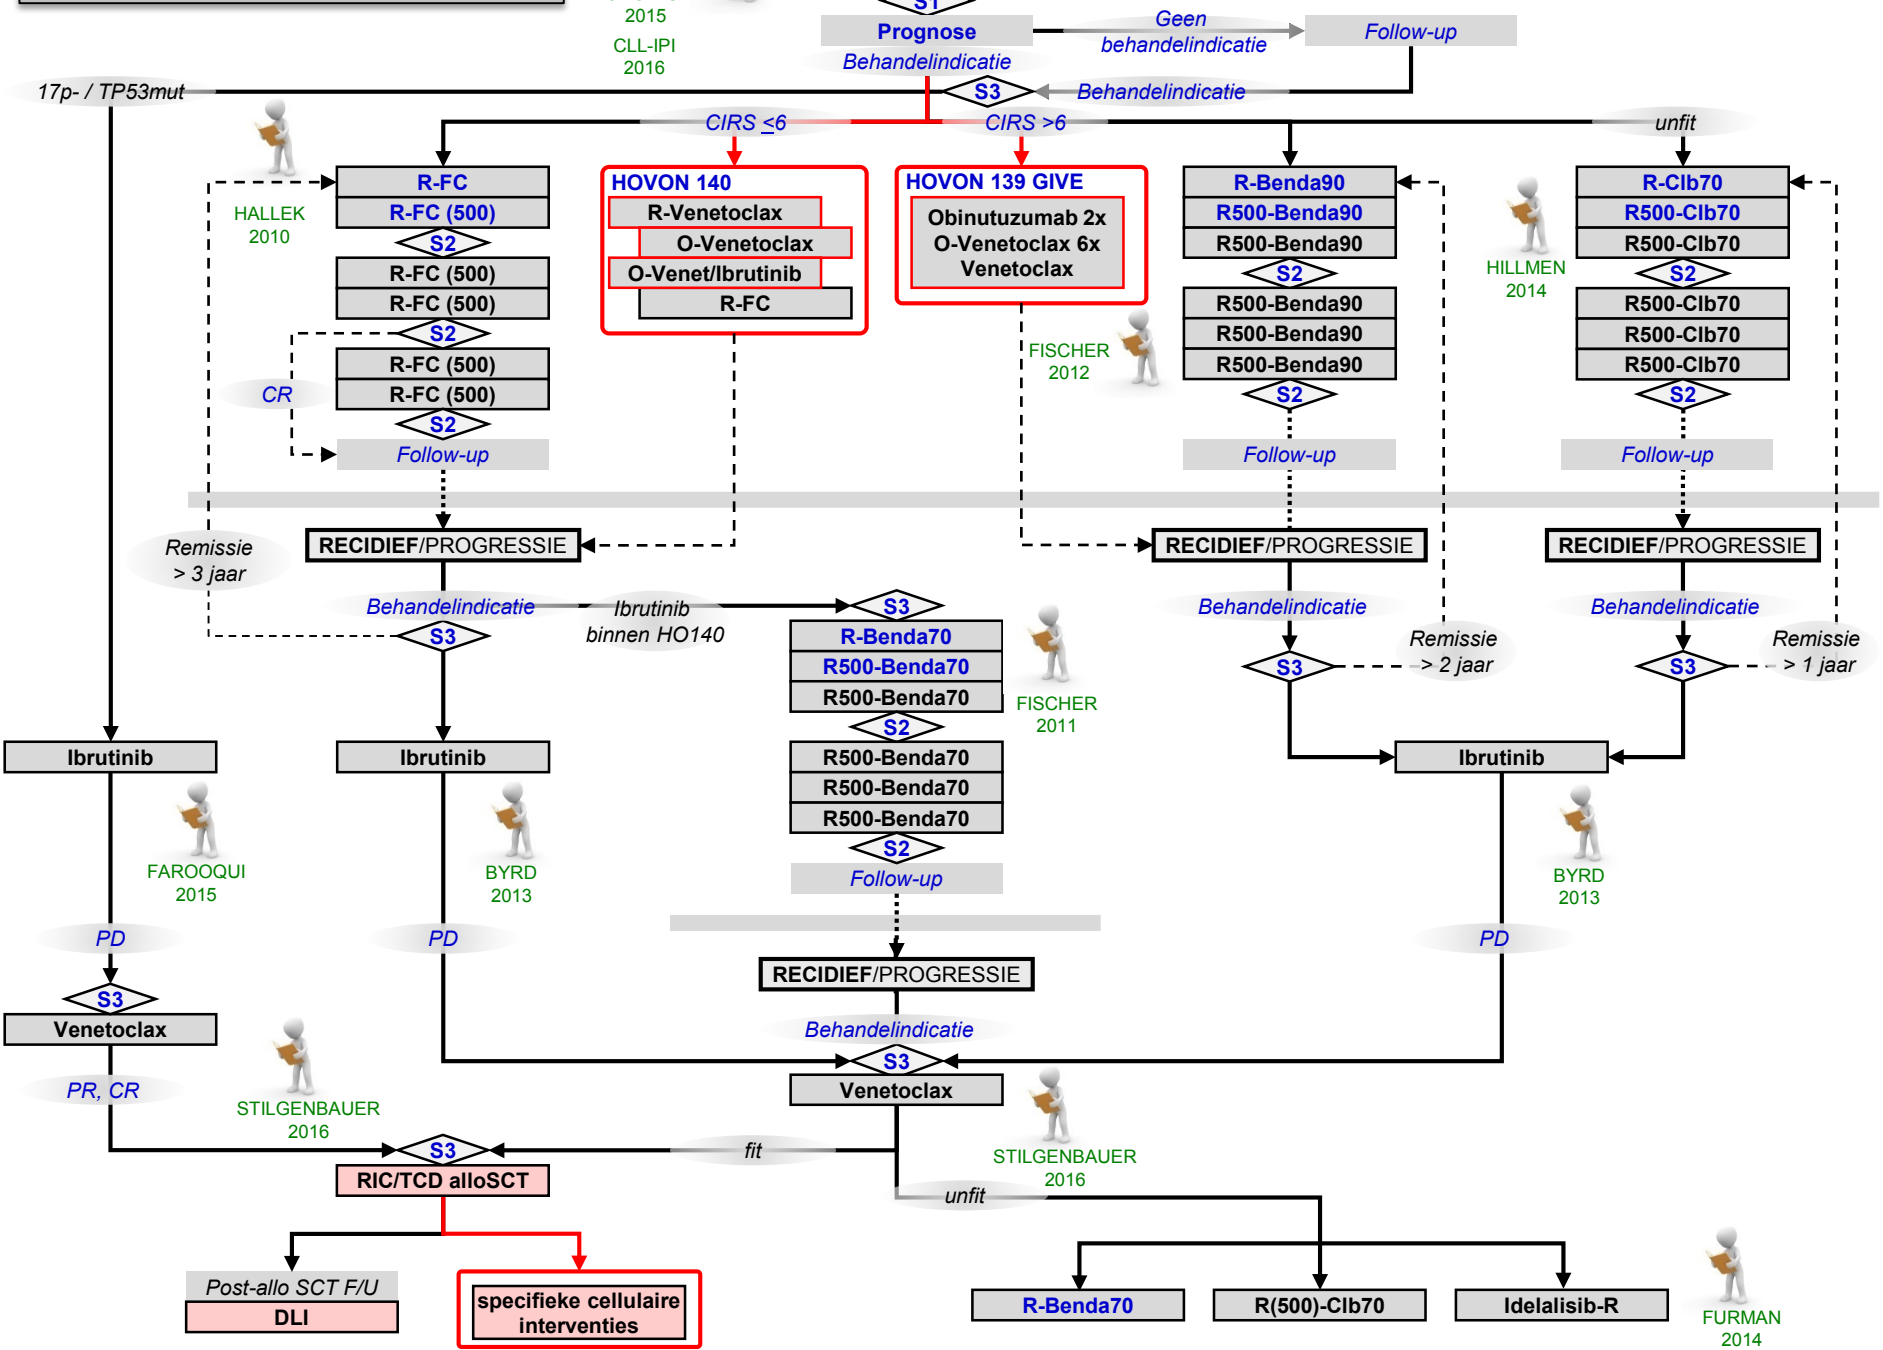 S1
2015
CLL-IPI
2016
Prognose
Geen
behandelindicatie
Follow-up
Behandelindicatie
17p- / TP53mut
S3
Behandelindicatie
CIRS ≤6
CIRS >6
unfit
HALLEK
2010
R-FC
R-FC (500)
S2
R-FC (500)
R-FC (500)
S2
R-FC (500)
R-FC (500)
S2
CR
Follow-up
HOVON 140
R-Venetoclax
O-Venetoclax
O-Venet/Ibrutinib
R-FC
HOVON 139 GIVE
Obinutuzumab 2x
O-Venetoclax 6x
Venetoclax
FISCHER
2012
R-Benda90
R500-Benda90
R500-Benda90
S2
R500-Benda90
R500-Benda90
R500-Benda90
S2
Follow-up
HILLMEN
2014
R-Clb70
R500-Clb70
R500-Clb70
S2
R500-Clb70
R500-Clb70
R500-Clb70
S2
Follow-up
Remissie
> 3 jaar
RECIDIEF/PROGRESSIE
RECIDIEF/PROGRESSIE
RECIDIEF/PROGRESSIE
Behandelindicatie
S3
Ibrutinib
binnen HO140
S3
R-Benda70
R500-Benda70
R500-Benda70
S2
R500-Benda70
R500-Benda70
R500-Benda70
S2
Follow-up
FISCHER
2011
Behandelindicatie
S3
Remissie
> 2 jaar
Behandelindicatie
S3
Remissie
> 1 jaar
Ibrutinib
Ibrutinib
Ibrutinib
FAROOQUI
2015
BYRD
2013
BYRD
2013
PD
PD
PD
RECIDIEF/PROGRESSIE
S3
Venetoclax
Behandelindicatie
S3
Venetoclax
PR, CR
STILGENBAUER
2016
STILGENBAUER
2016
S3
RIC/TCD alloSCT
fit
unfit
Post-allo SCT F/U
DLI
specifieke cellulaire
interventies
R-Benda70
R(500)-Clb70
Idelalisib-R
FURMAN
2014